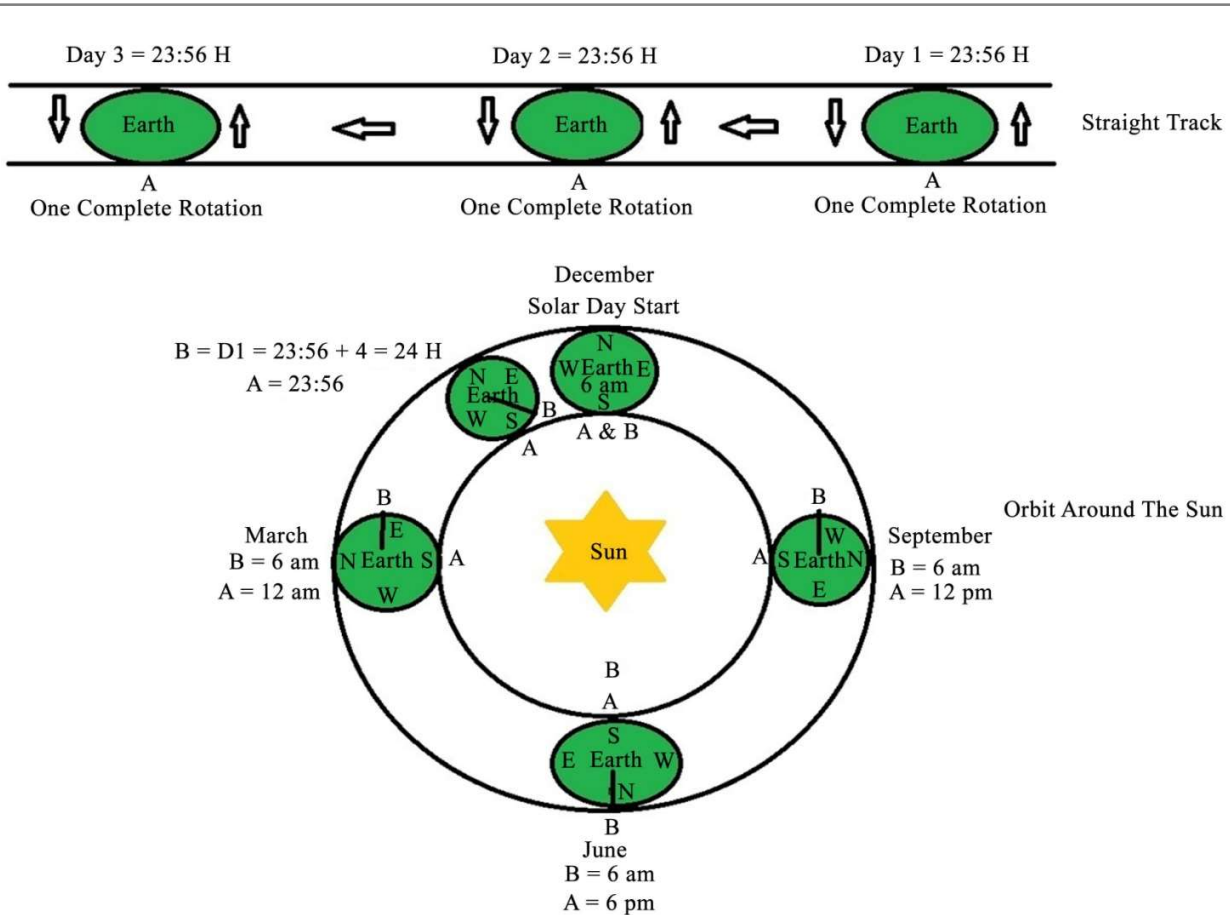 Day 3 = 23:56 H
Day 2 = 23:56 H
Day 1 = 23:56 H
Earth
Earth
Earth
Straight Track
A
A
A
One Complete Rotation
One Complete Rotation
One Complete Rotation
December
Solar Day Start
B = D1 = 23:56 + 4 = 24 H
A = 23:56
N
W Earth E
6 am
S
A & B
N E
Earth
W S
B
A
March
B = 6 am
A = 12 am
B
E
N Earth S
W
A
Sun
B
W
A
S Earth N
E
September
B = 6 am
A = 12 pm
Orbit Around The Sun
B
A
S
E Earth W
N
B
June
B = 6 am
A = 6 pm